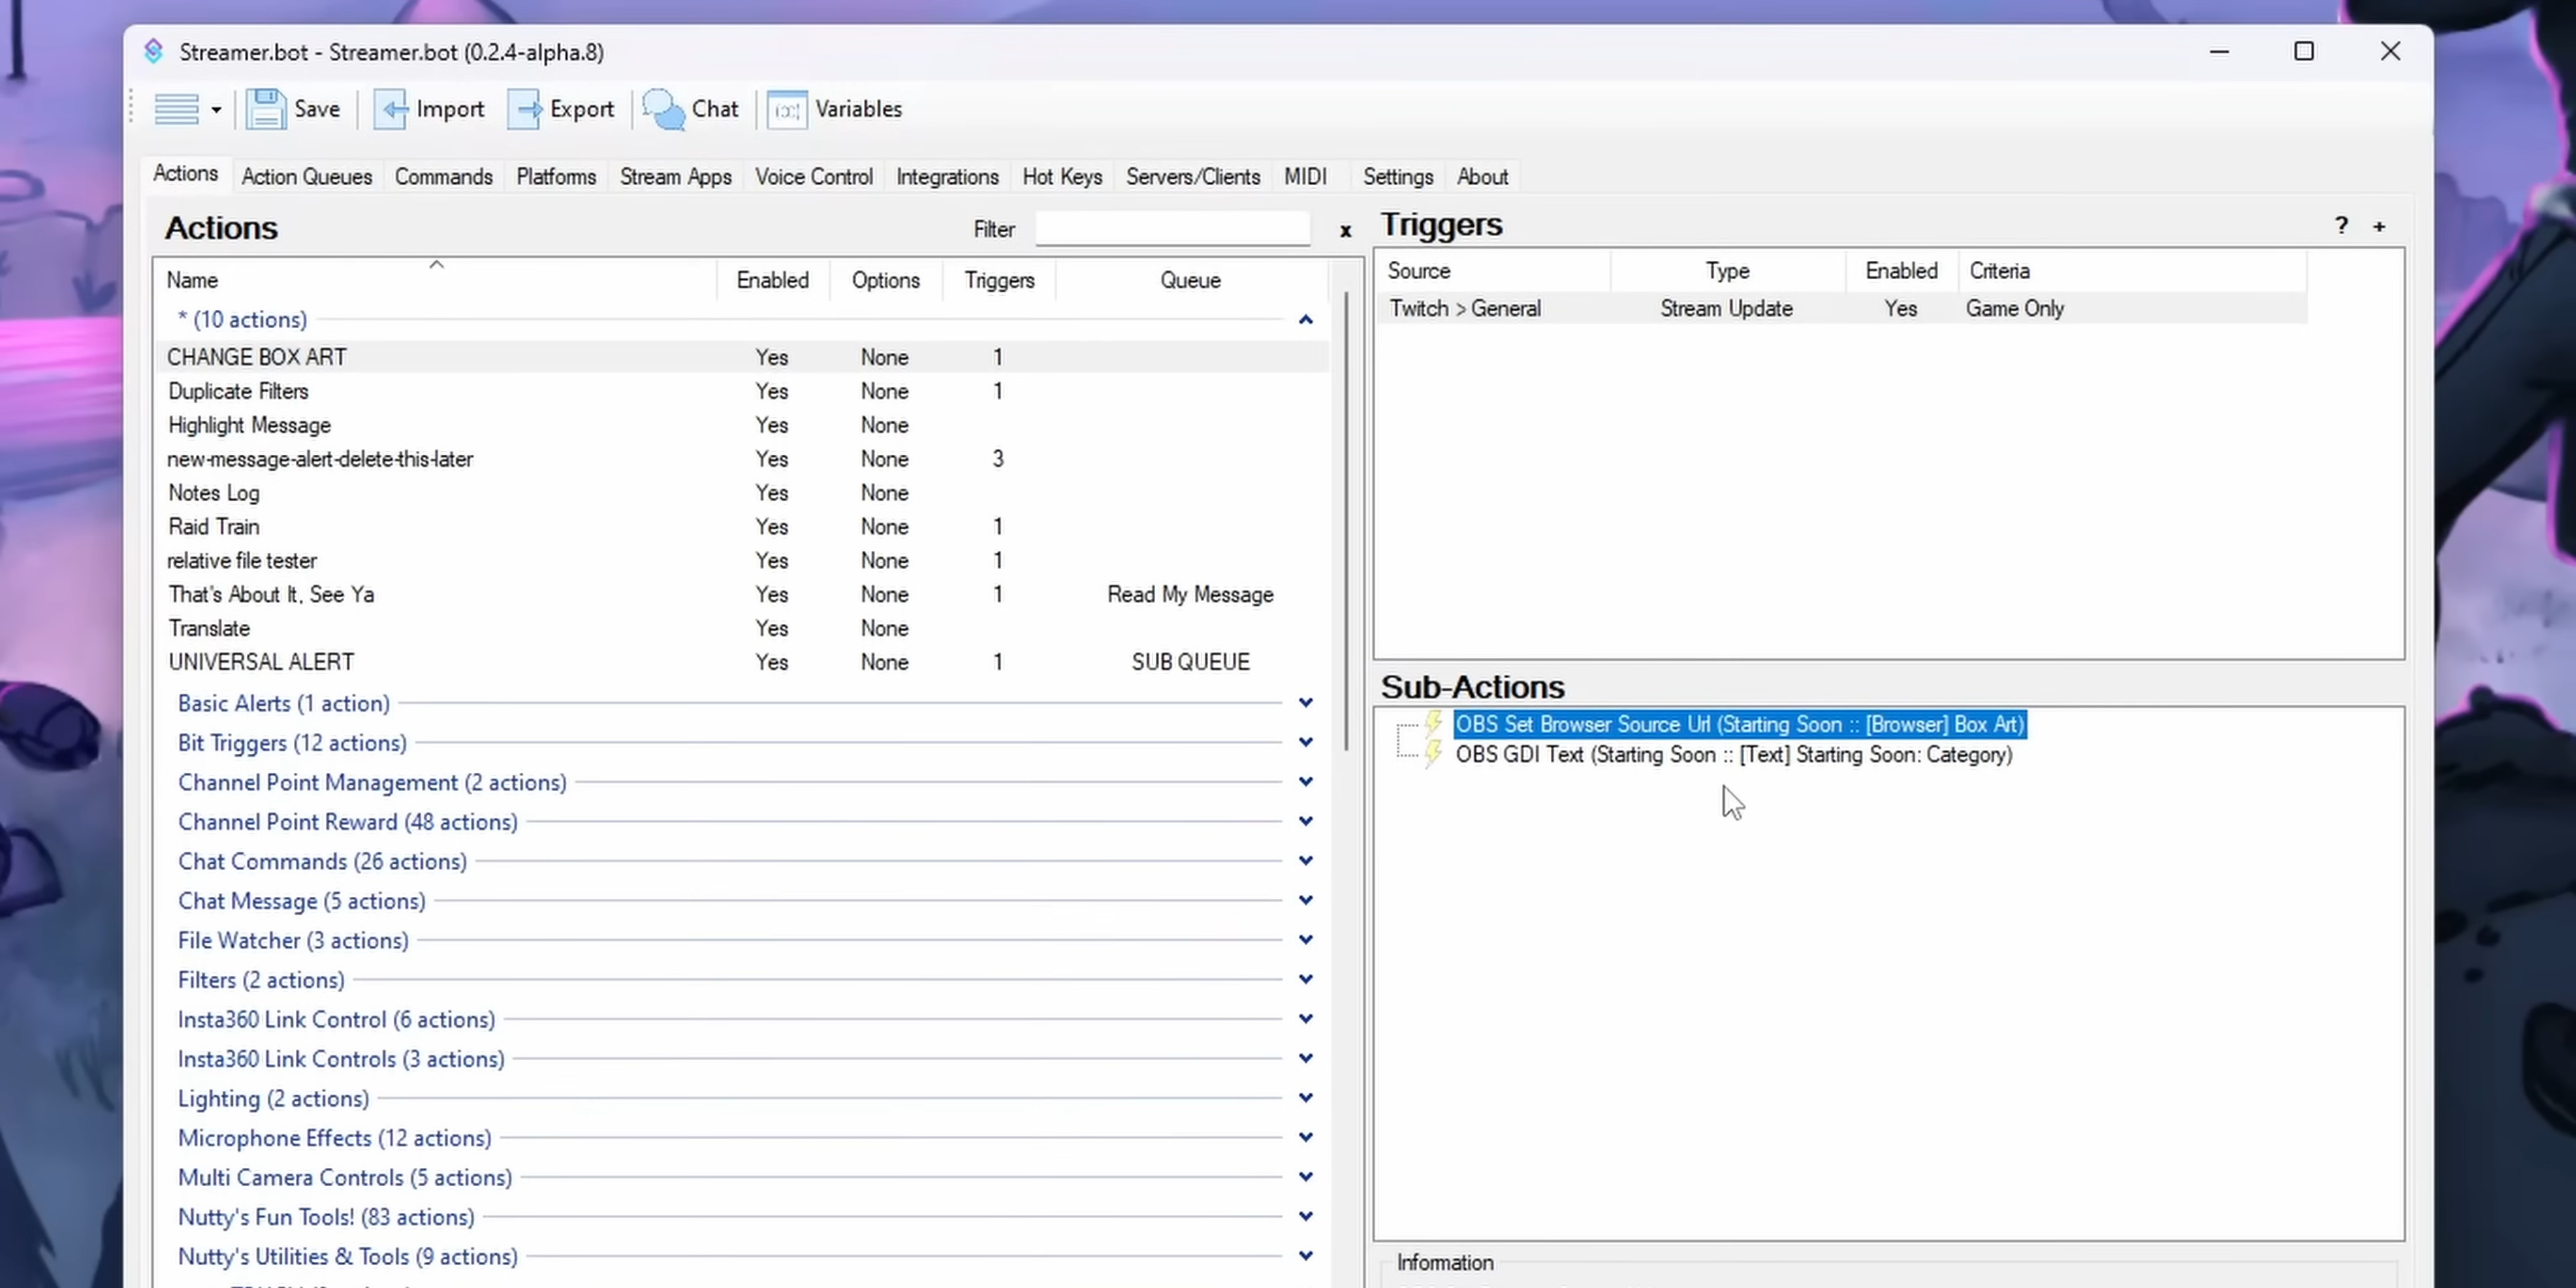 Streamer.bot - Streamer.bot (0.2.4-alpha.8)
Save Import Export Chat Variables
Actions Action Queues Commands Platforms Stream Apps Voice Control Integrations Hot Keys Servers/Clients MIDI Settings About
Actions Filter x
Name Enabled Options Triggers Queue
* (10 actions)
CHANGE BOX ART Yes None 1
Duplicate Filters Yes None 1
Highlight Message Yes None
new-message-alert-delete-this-later Yes None 3
Notes Log Yes None
Raid Train Yes None 1
relative file tester Yes None 1
That's About It, See Ya Yes None 1 Read My Message
Translate Yes None
UNIVERSAL ALERT Yes None 1 SUB QUEUE
Basic Alerts (1 action)
Bit Triggers (12 actions)
Channel Point Management (2 actions)
Channel Point Reward (48 actions)
Chat Commands (26 actions)
Chat Message (5 actions)
File Watcher (3 actions)
Filters (2 actions)
Insta360 Link Control (6 actions)
Insta360 Link Controls (3 actions)
Lighting (2 actions)
Microphone Effects (12 actions)
Multi Camera Controls (5 actions)
Nutty's Fun Tools! (83 actions)
Nutty's Utilities & Tools (9 actions)
Triggers ? +
Source Type Enabled Criteria
Twitch > General Stream Update Yes Game Only
Sub-Actions
OBS Set Browser Source Url (Starting Soon :: [Browser] Box Art)
OBS GDI Text (Starting Soon :: [Text] Starting Soon: Category)
Information